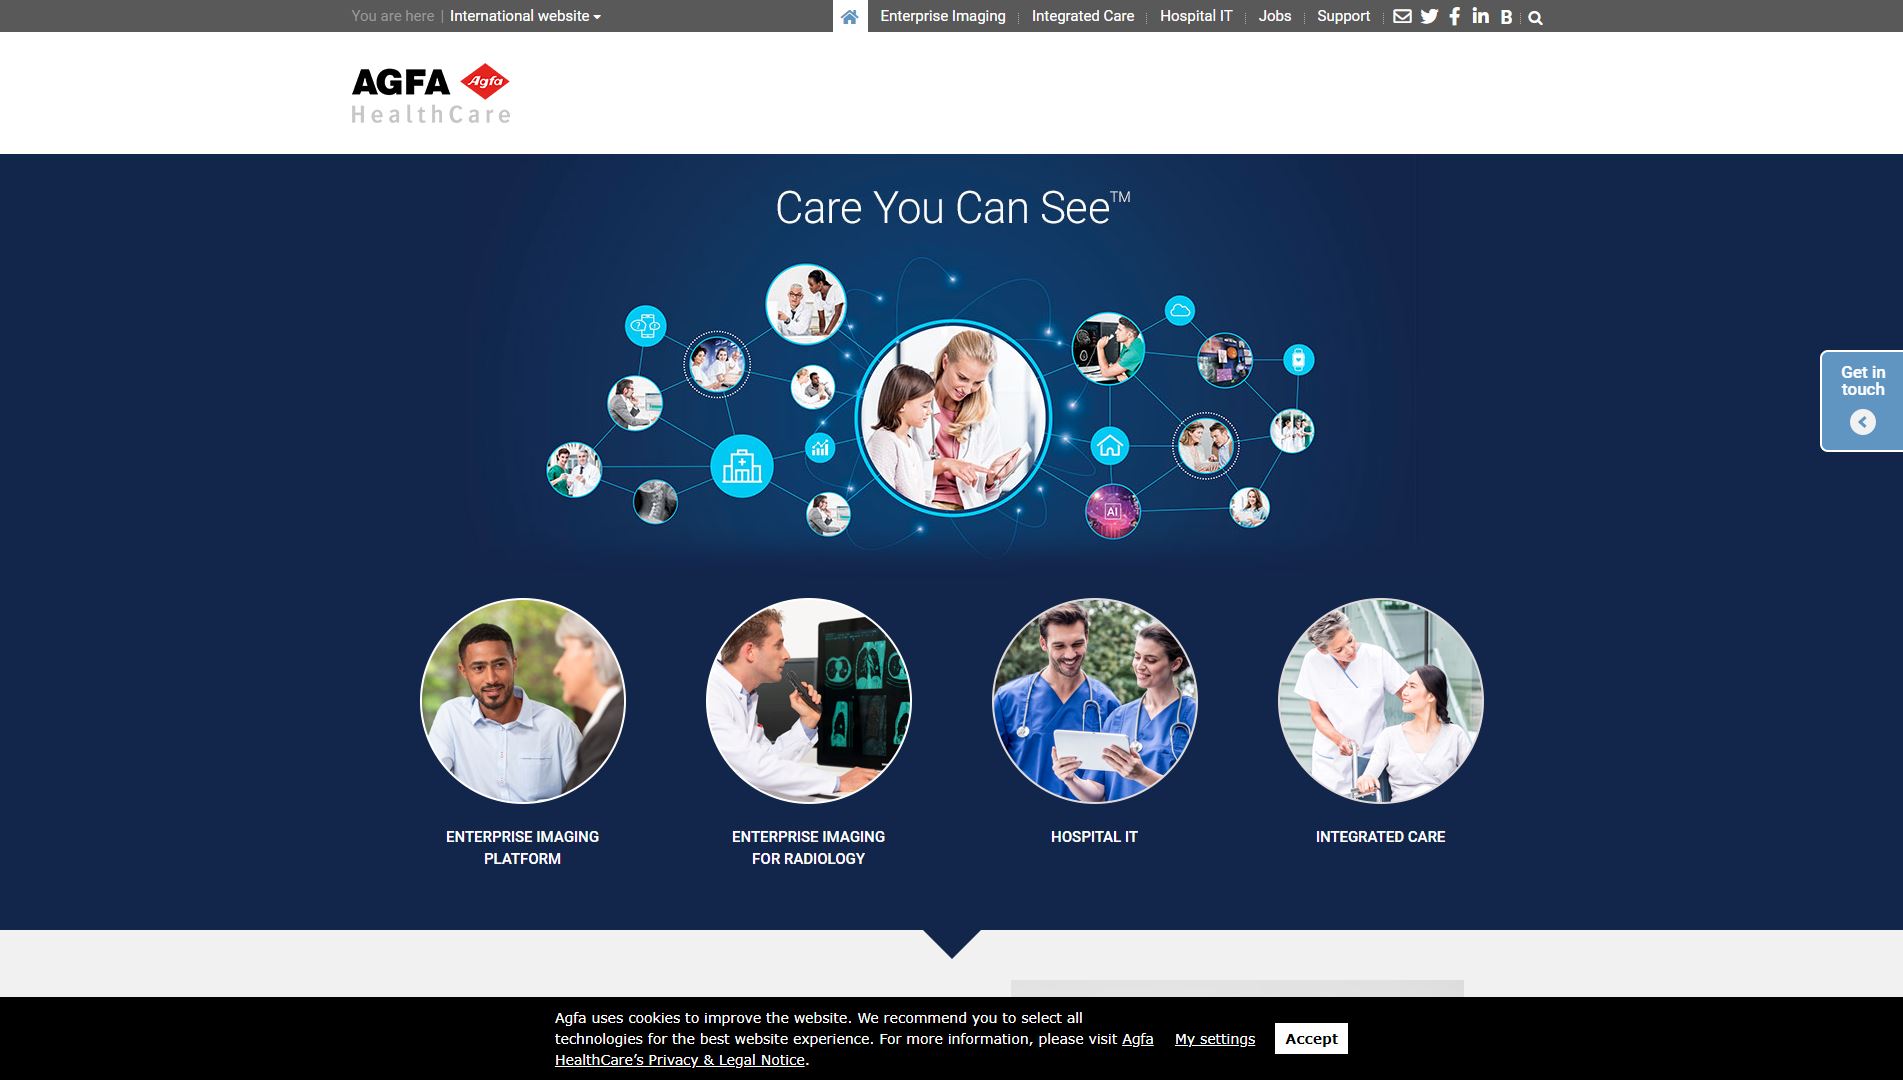 You are here | International website
Enterprise Imaging
Integrated Care
Hospital IT
Jobs
Support
B
AGFA
Agfa
HealthCare
Care You Can See™
AI
Get in
touch
ENTERPRISE IMAGING
PLATFORM
ENTERPRISE IMAGING
FOR RADIOLOGY
HOSPITAL IT
INTEGRATED CARE
Agfa uses cookies to improve the website. We recommend you to select all
technologies for the best website experience. For more information, please visit Agfa
HealthCare’s Privacy & Legal Notice.
My settings
Accept